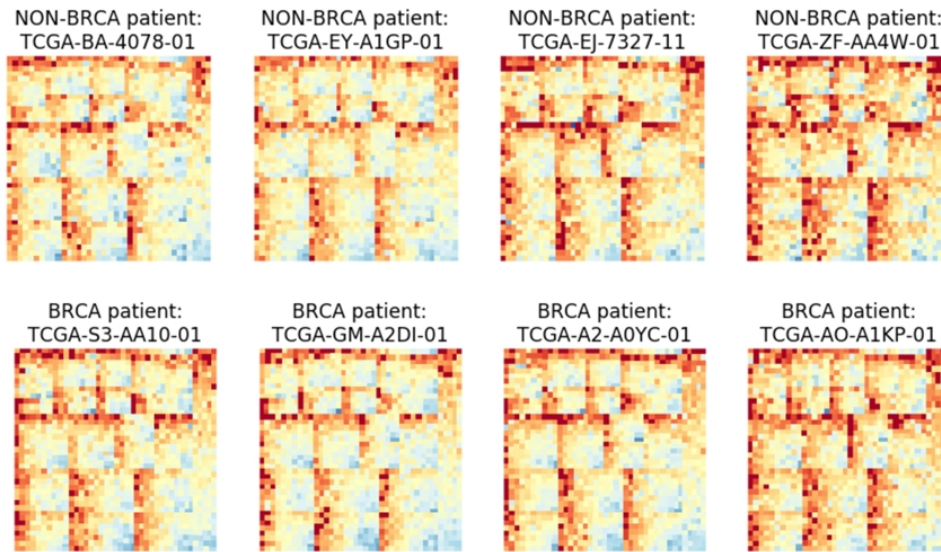 NON-BRCA patient:
TCGA-BA-4078-01
NON-BRCA patient:
TCGA-EY-A1GP-01
NON-BRCA patient:
TCGA-EJ-7327-11
NON-BRCA patient:
TCGA-ZF-AA4W-01
BRCA patient:
TCGA-S3-AA10-01
BRCA patient:
TCGA-GM-A2DI-01
BRCA patient:
TCGA-A2-A0YC-01
BRCA patient:
TCGA-AO-A1KP-01